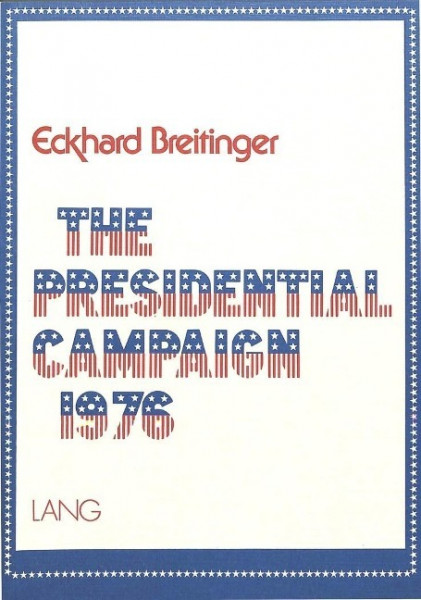 Eckhard Breitinger
THE
PRESIDENTIAL
CAMPAIGN
1976
LANG